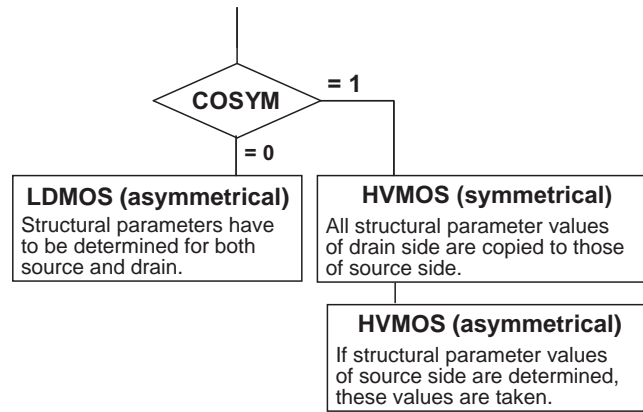 COSYM
= 1
= 0
LDMOS (asymmetrical)
Structural parameters have
to be determined for both
source and drain.
HVMOS (symmetrical)
All structural parameter values
of drain side are copied to those
of source side.
HVMOS (asymmetrical)
If structural parameter values
of source side are determined,
these values are taken.